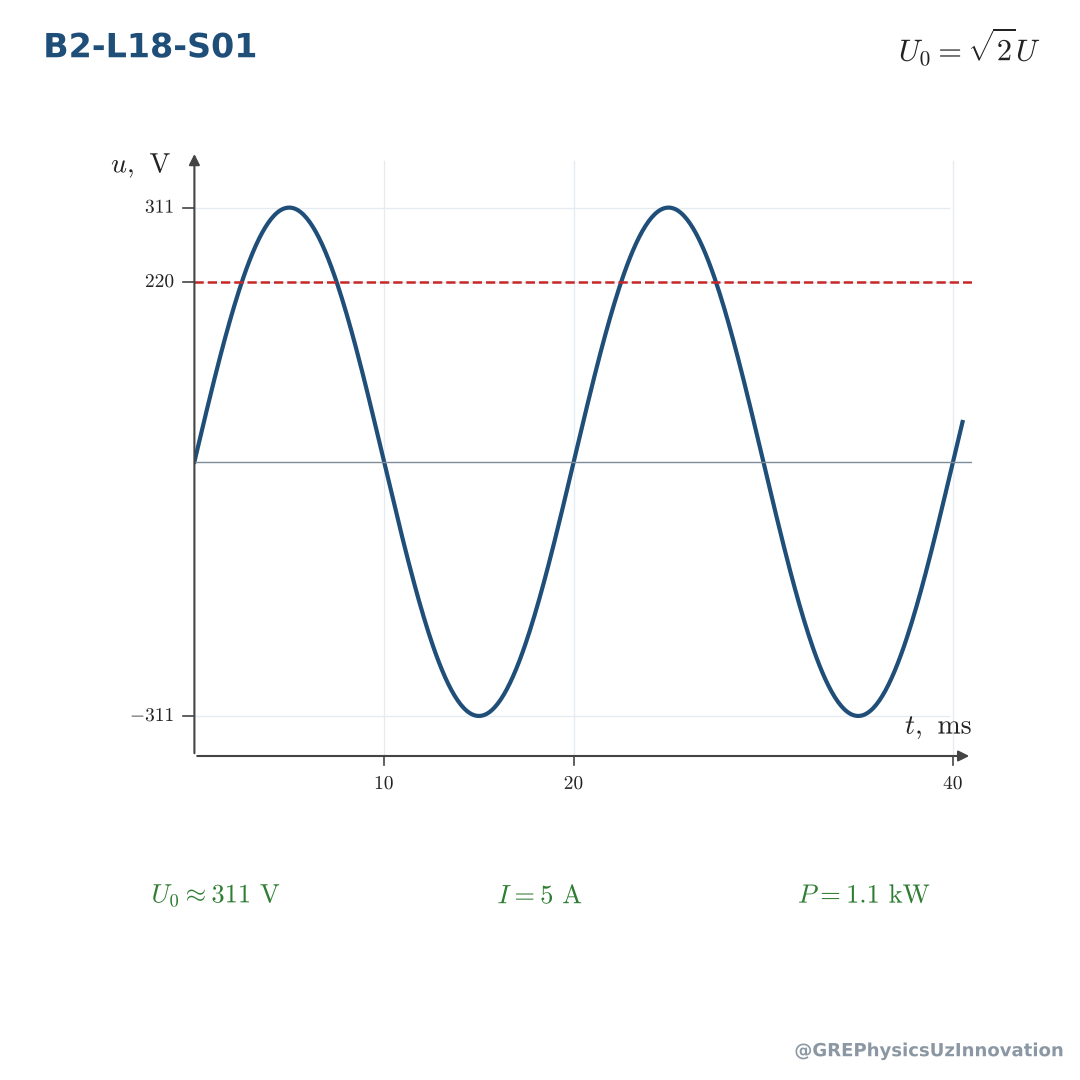 B2-L18-S01
U₀ = √2U
u, V
311
220
−311
t, ms
10 20 40
U₀ ≈ 311 V I = 5 A P = 1.1 kW
@GREPhysicsUzInnovation